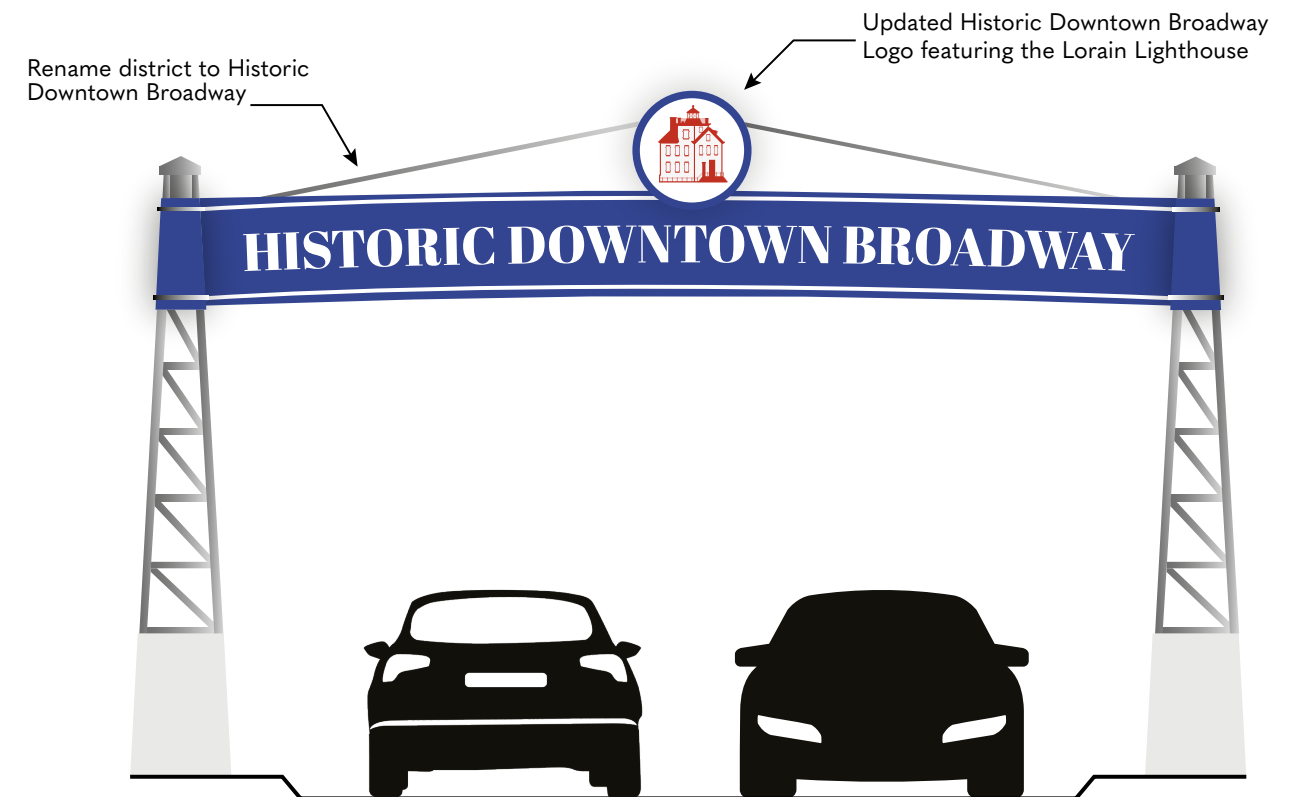 Updated Historic Downtown Broadway
Logo featuring the Lorain Lighthouse
Rename district to Historic
Downtown Broadway
HISTORIC DOWNTOWN BROADWAY